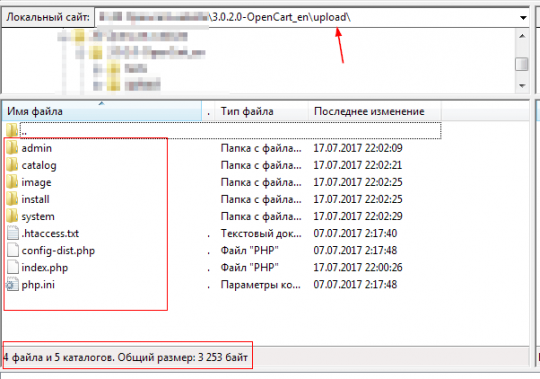 Локальный сайт: \3.0.2.0-OpenCart_en\upload\
Имя файла . Тип файла Последнее изменение
..
admin Папка с файла... 17.07.2017 22:02:09
catalog Папка с файла... 17.07.2017 22:02:21
image Папка с файла... 17.07.2017 22:02:25
install Папка с файла... 17.07.2017 22:02:25
system Папка с файла... 17.07.2017 22:02:29
.htaccess.txt . Текстовый док... 07.07.2017 2:17:40
config-dist.php . Файл "PHP" 07.07.2017 2:17:48
index.php . Файл "PHP" 17.07.2017 22:00:26
php.ini . Параметры ко... 07.07.2017 2:17:48
4 файла и 5 каталогов. Общий размер: 3 253 байт